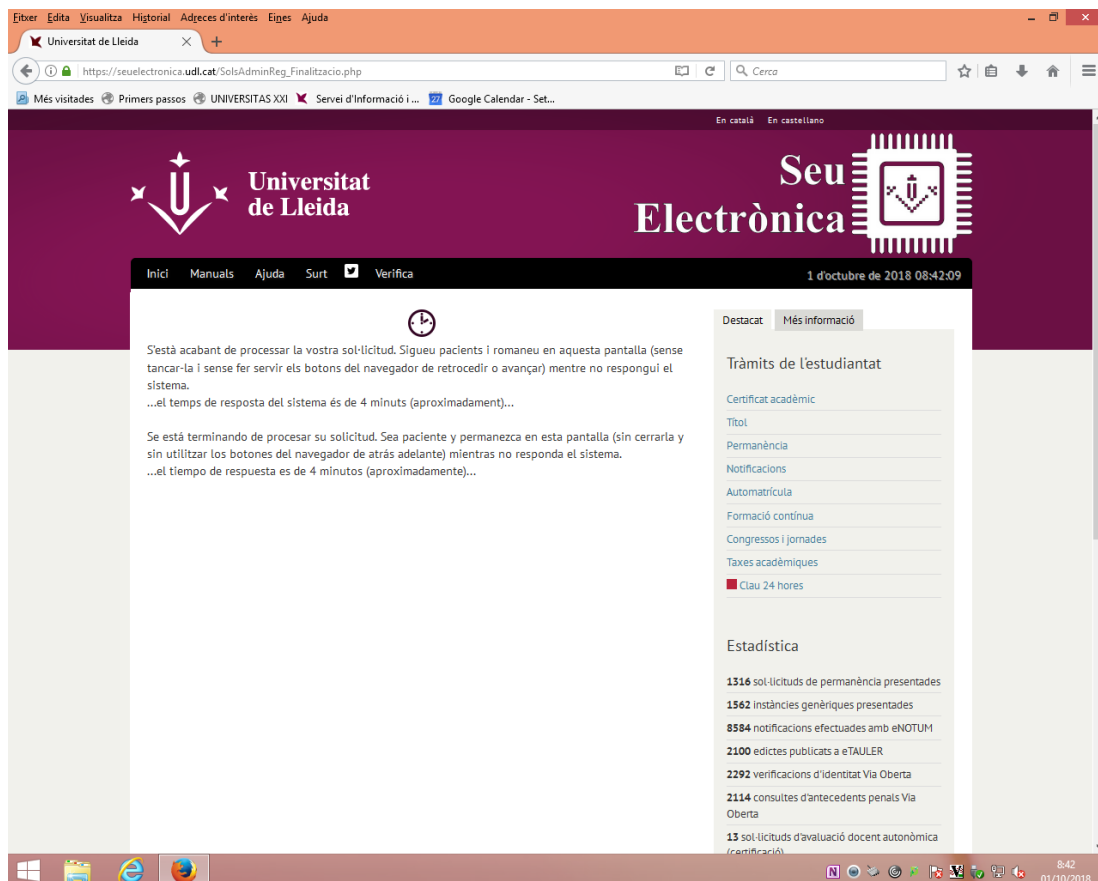 Fitxer Edita Visualitza Historial Adreces d'interès Eines Ajuda
Universitat de Lleida
https://seuelectronica.udl.cat/SolsAdminReg_Finalitzacio.php
Cerca
Més visitades Primers passos UNIVERSITAS XXI Servei d'Informació i ... 27 Google Calendar - Set...
En català En castellano
Universitat
de Lleida
Seu
Electrònica
Inici Manuals Ajuda Surt Verifica
1 d'octubre de 2018 08:42:09
S'està acabant de processar la vostra sol·licitud. Sigueu pacients i romaneu en aquesta pantalla (sense
tancar-la i sense fer servir els botons del navegador de retrocedir o avançar) mentre no respongui el
sistema.
...el temps de resposta del sistema és de 4 minuts (aproximadament)...
Se está terminando de procesar su solicitud. Sea paciente y permanezca en esta pantalla (sin cerrarla y
sin utilitzar los botones del navegador de atrás adelante) mientras no responda el sistema.
...el tiempo de respuesta es de 4 minutos (aproximadamente)...
Destacat Més informació
Tràmits de l'estudiantat
Certificat acadèmic
Títol
Permanència
Notificacions
Automatrícula
Formació contínua
Congressos i jornades
Taxes acadèmiques
Clau 24 hores
Estadística
1316 sol·licituds de permanència presentades
1562 instàncies genèriques presentades
8584 notificacions efectuades amb eNOTUM
2100 edictes publicats a eTAULER
2292 verificacions d'identitat Via Oberta
2114 consultes d'antecedents penals Via
Oberta
13 sol·licituds d'avaluació docent autonòmica
(certificació)
N
8:42
01/10/2018